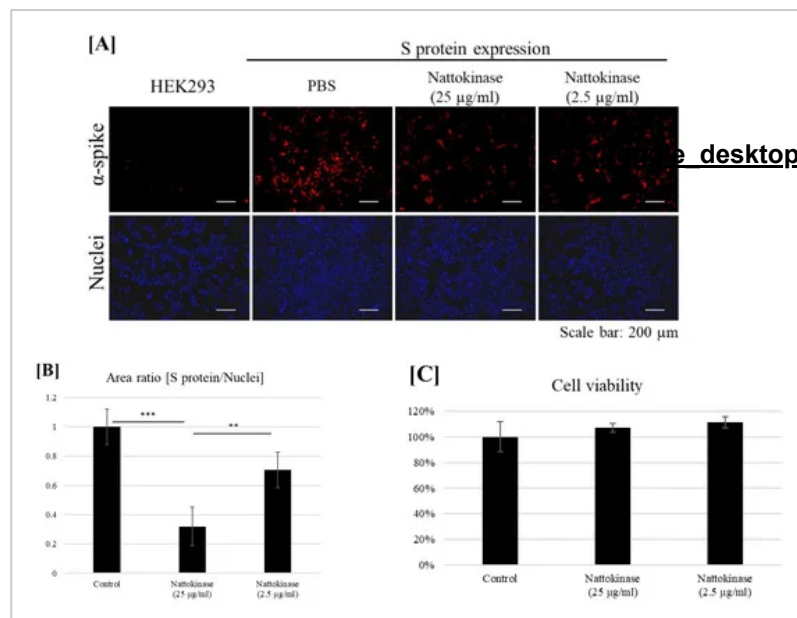 [A]
S protein expression
HEK293
PBS
Nattokinase
(25 µg/ml)
Nattokinase
(2.5 µg/ml)
α-spike
e_desktop
Nuclei
Scale bar: 200 µm
[B]
Area ratio [S protein/Nuclei]
1.2
1
0.8
0.6
0.4
0.2
0
***
**
Control
Nattokinase
(25 µg/ml)
Nattokinase
(2.5 µg/ml)
[C]
Cell viability
120%
100%
80%
60%
40%
20%
0%
Control
Nattokinase
(25 µg/ml)
Nattokinase
(2.5 µg/ml)